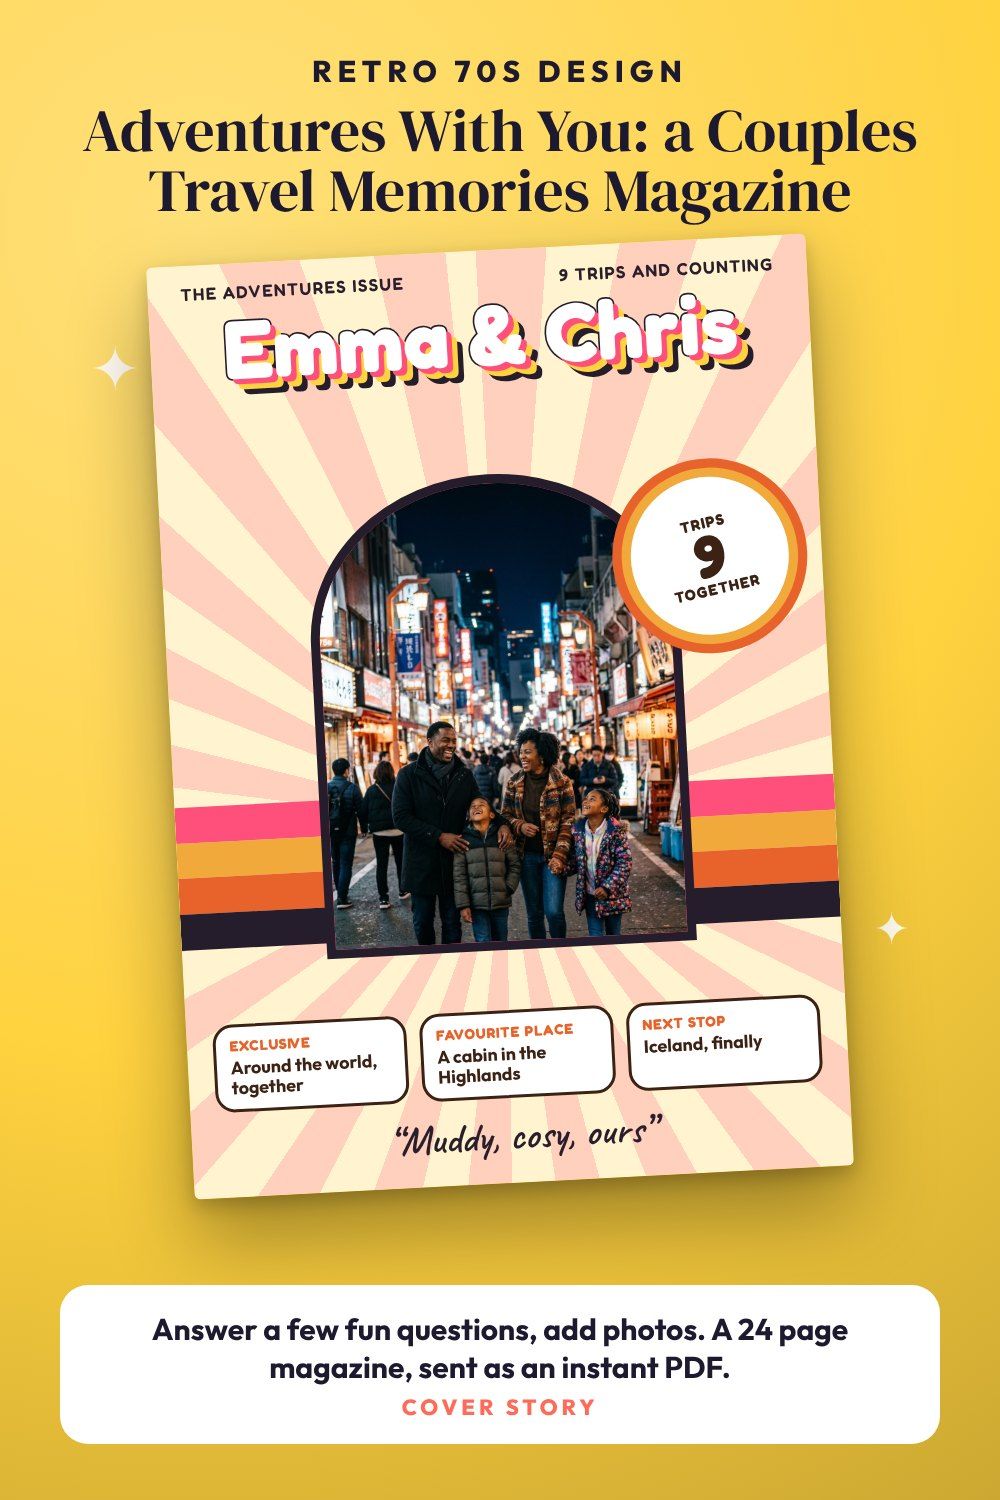 RETRO 70S DESIGN
Adventures With You: a Couples
Travel Memories Magazine
THE ADVENTURES ISSUE
9 TRIPS AND COUNTING
Emma & Chris
TRIPS
9
TOGETHER
EXCLUSIVE
Around the world,
together
FAVOURITE PLACE
A cabin in the
Highlands
NEXT STOP
Iceland, finally
“Muddy, cosy, ours”
Answer a few fun questions, add photos. A 24 page
magazine, sent as an instant PDF.
COVER STORY